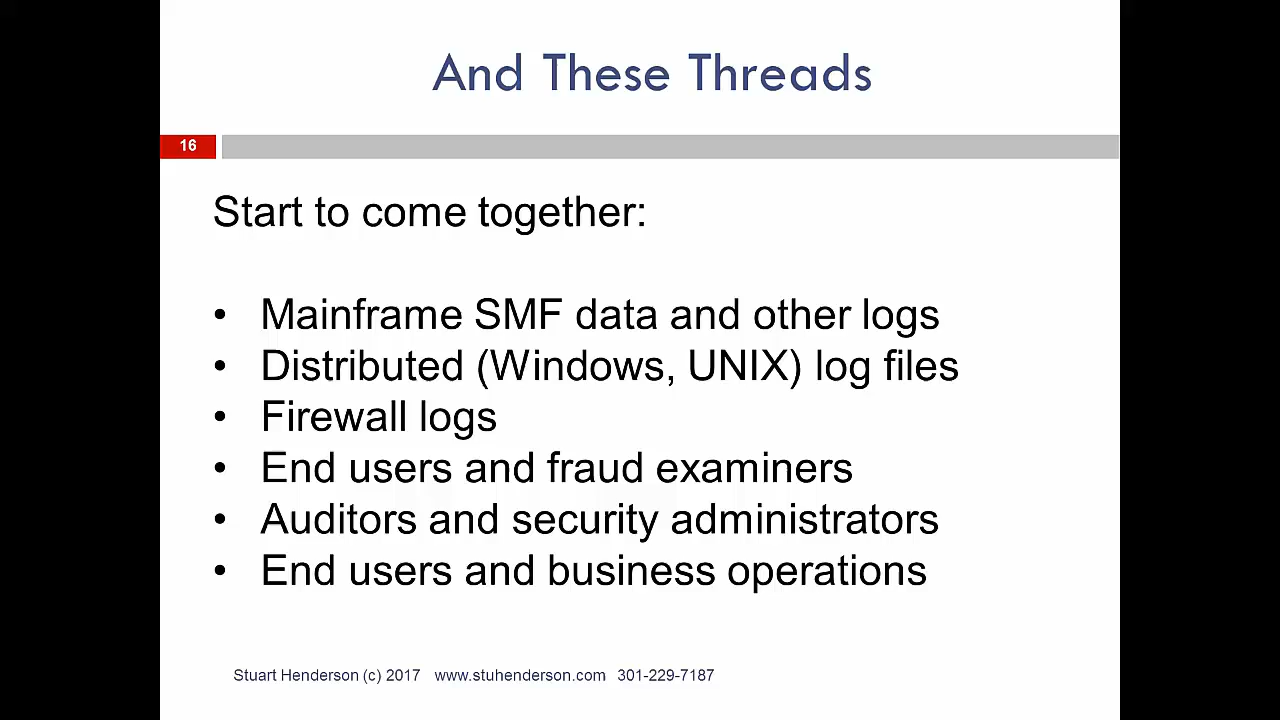 And These Threads
16
Start to come together:
• Mainframe SMF data and other logs
• Distributed (Windows, UNIX) log files
• Firewall logs
• End users and fraud examiners
• Auditors and security administrators
• End users and business operations
Stuart Henderson (c) 2017 www.stuhenderson.com 301-229-7187